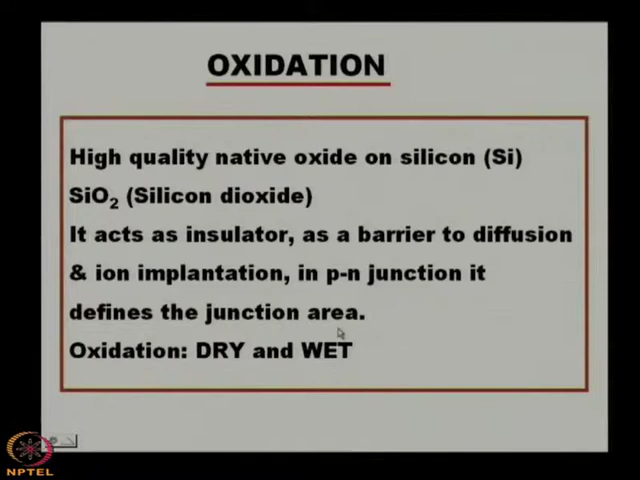 OXIDATION
High quality native oxide on silicon (Si)
SiO₂ (Silicon dioxide)
It acts as insulator, as a barrier to diffusion
& ion implantation, in p-n junction it
defines the junction area.
Oxidation: DRY and WET
NPTEL